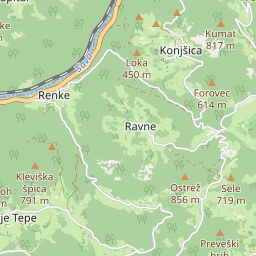 Kumat
817 m
Konjšica
Sava
Loka
450 m
Forovec
614 m
Renke
Ravne
Kleviška
špica
791 m
Ostrež
856 m
Sele
719 m
je Tepe
Preveški
hrib